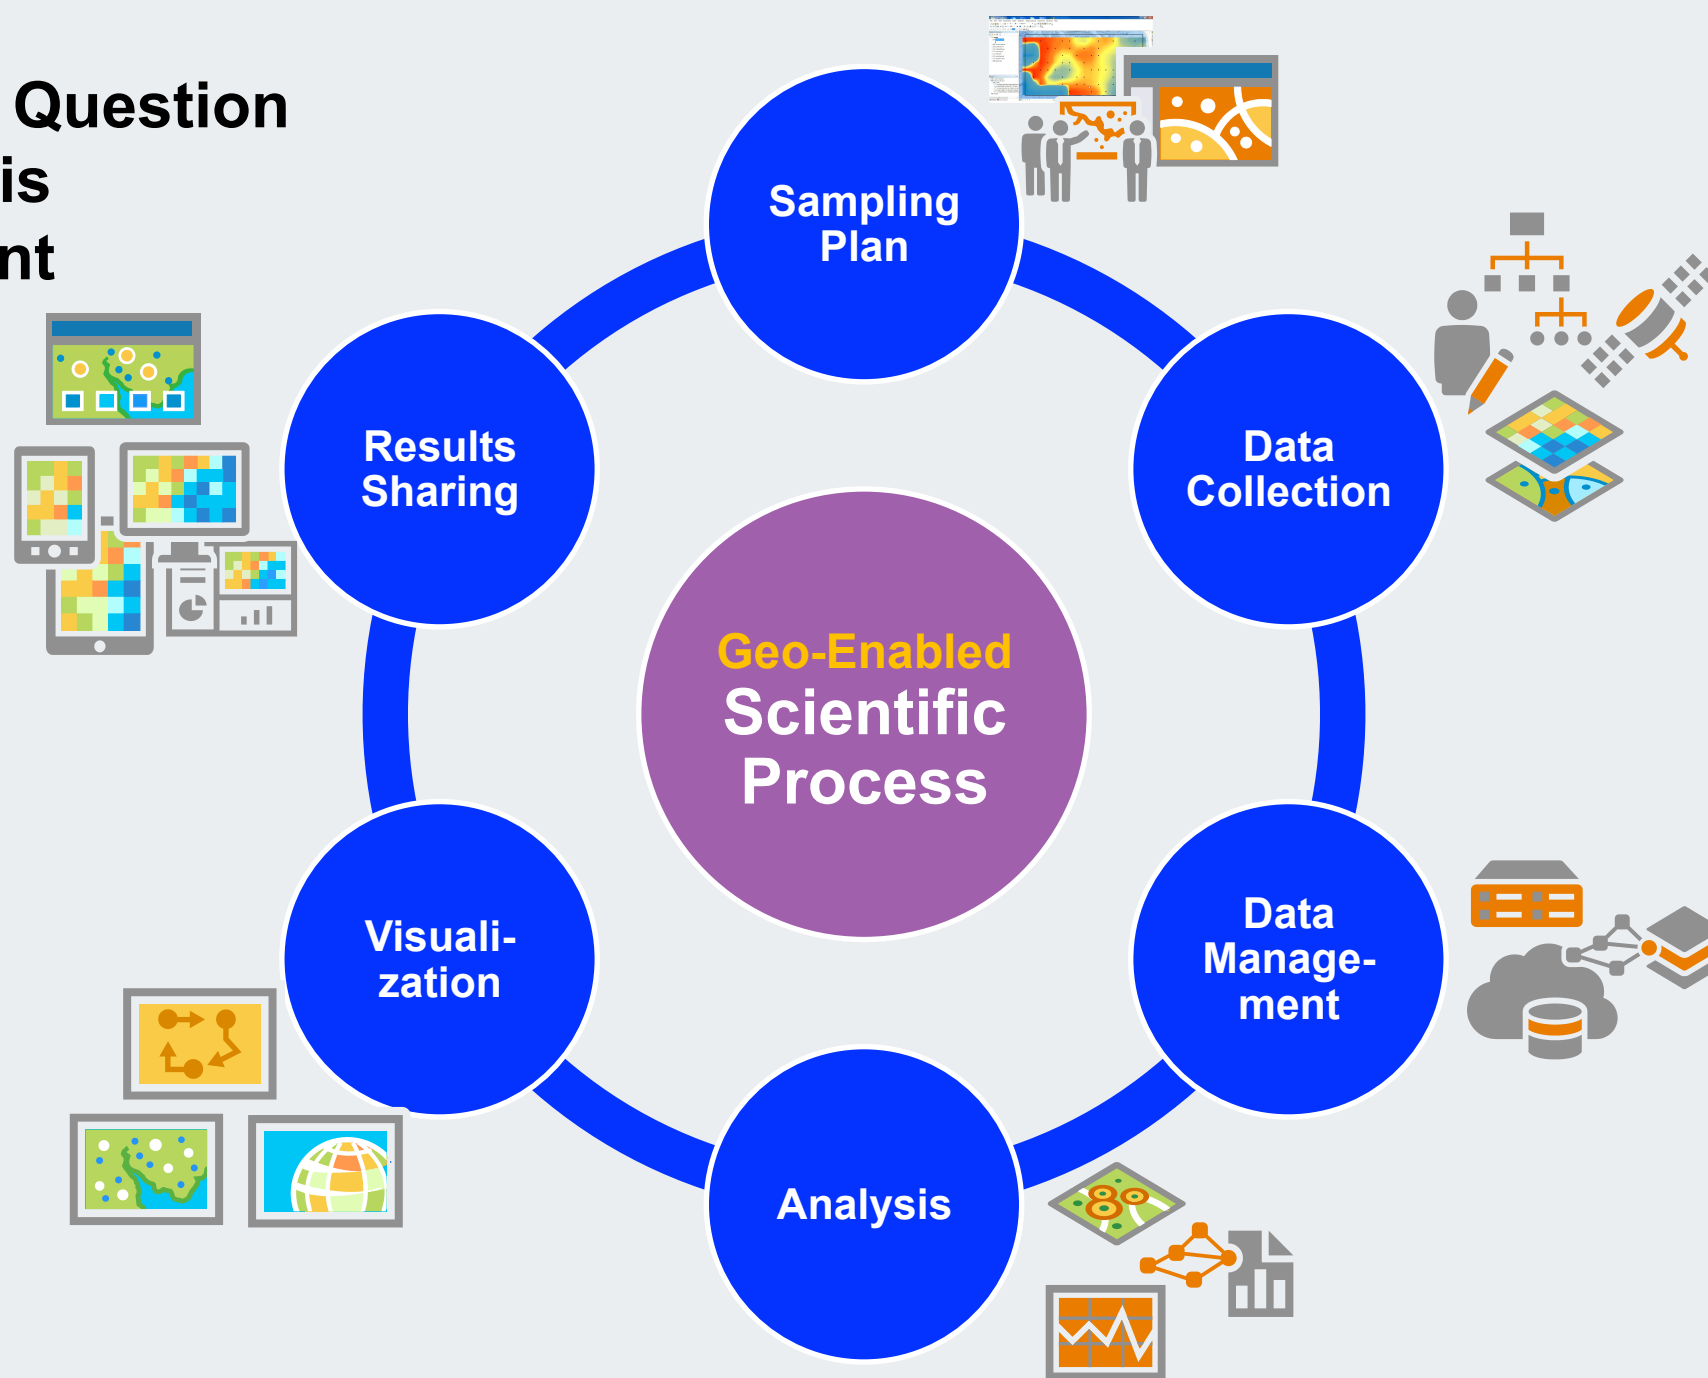 Question
is
nt
Sampling
Plan
Results
Sharing
Data
Collection
Geo-Enabled
Scientific
Process
Visuali-
zation
Data
Manage-
ment
Analysis